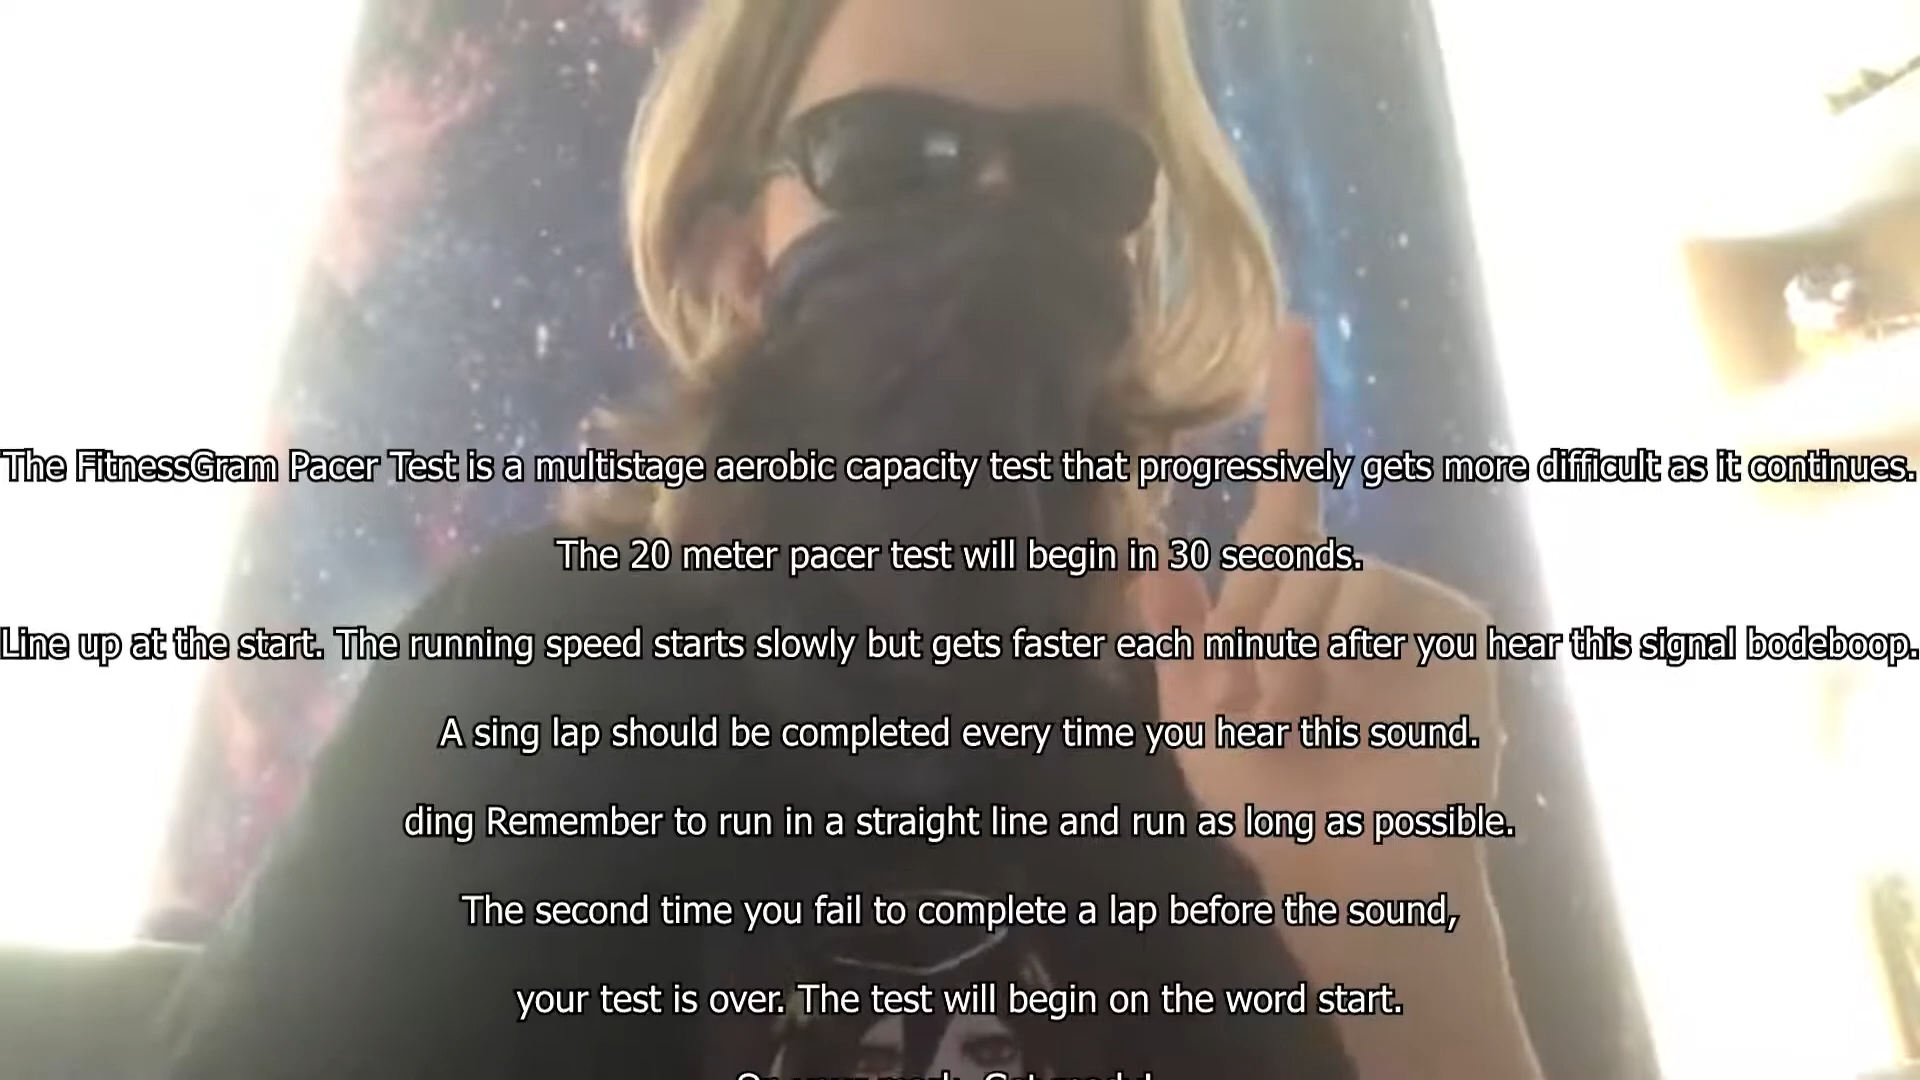 The FitnessGram Pacer Test is a multistage aerobic capacity test that progressively gets more difficult as it continues.
The 20 meter pacer test will begin in 30 seconds.
Line up at the start. The running speed starts slowly but gets faster each minute after you hear this signal bodeboop.
A sing lap should be completed every time you hear this sound.
ding Remember to run in a straight line and run as long as possible.
The second time you fail to complete a lap before the sound,
your test is over. The test will begin on the word start.